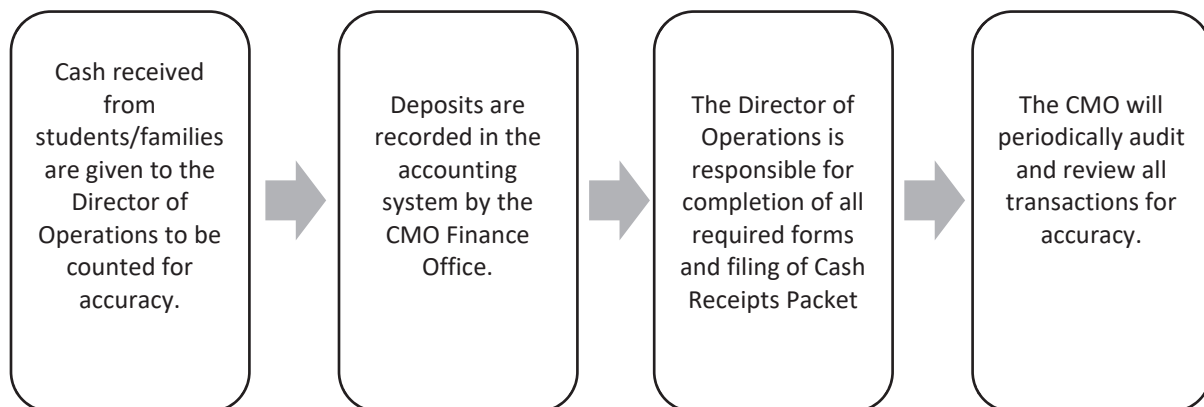 Cash received
from
students/families
are given to the
Director of
Operations to be
counted for
accuracy.
Deposits are
recorded in the
accounting
system by the
CMO Finance
Office.
The Director of
Operations is
responsible for
completion of all
required forms
and filing of Cash
Receipts Packet
The CMO will
periodically audit
and review all
transactions for
accuracy.